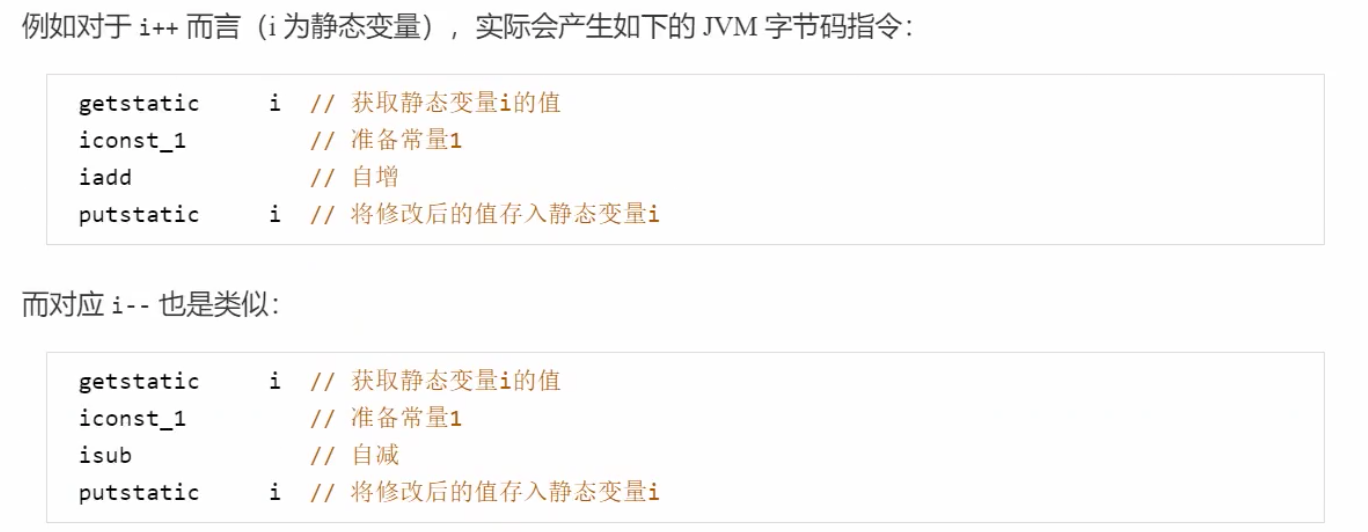 例如对于 i++ 而言（i 为静态变量），实际会产生如下的 JVM 字节码指令：
getstatic i // 获取静态变量i的值
iconst_1 // 准备常量1
iadd // 自增
putstatic i // 将修改后的值存入静态变量i
而对应 i-- 也是类似：
getstatic i // 获取静态变量i的值
iconst_1 // 准备常量1
isub // 自减
putstatic i // 将修改后的值存入静态变量i